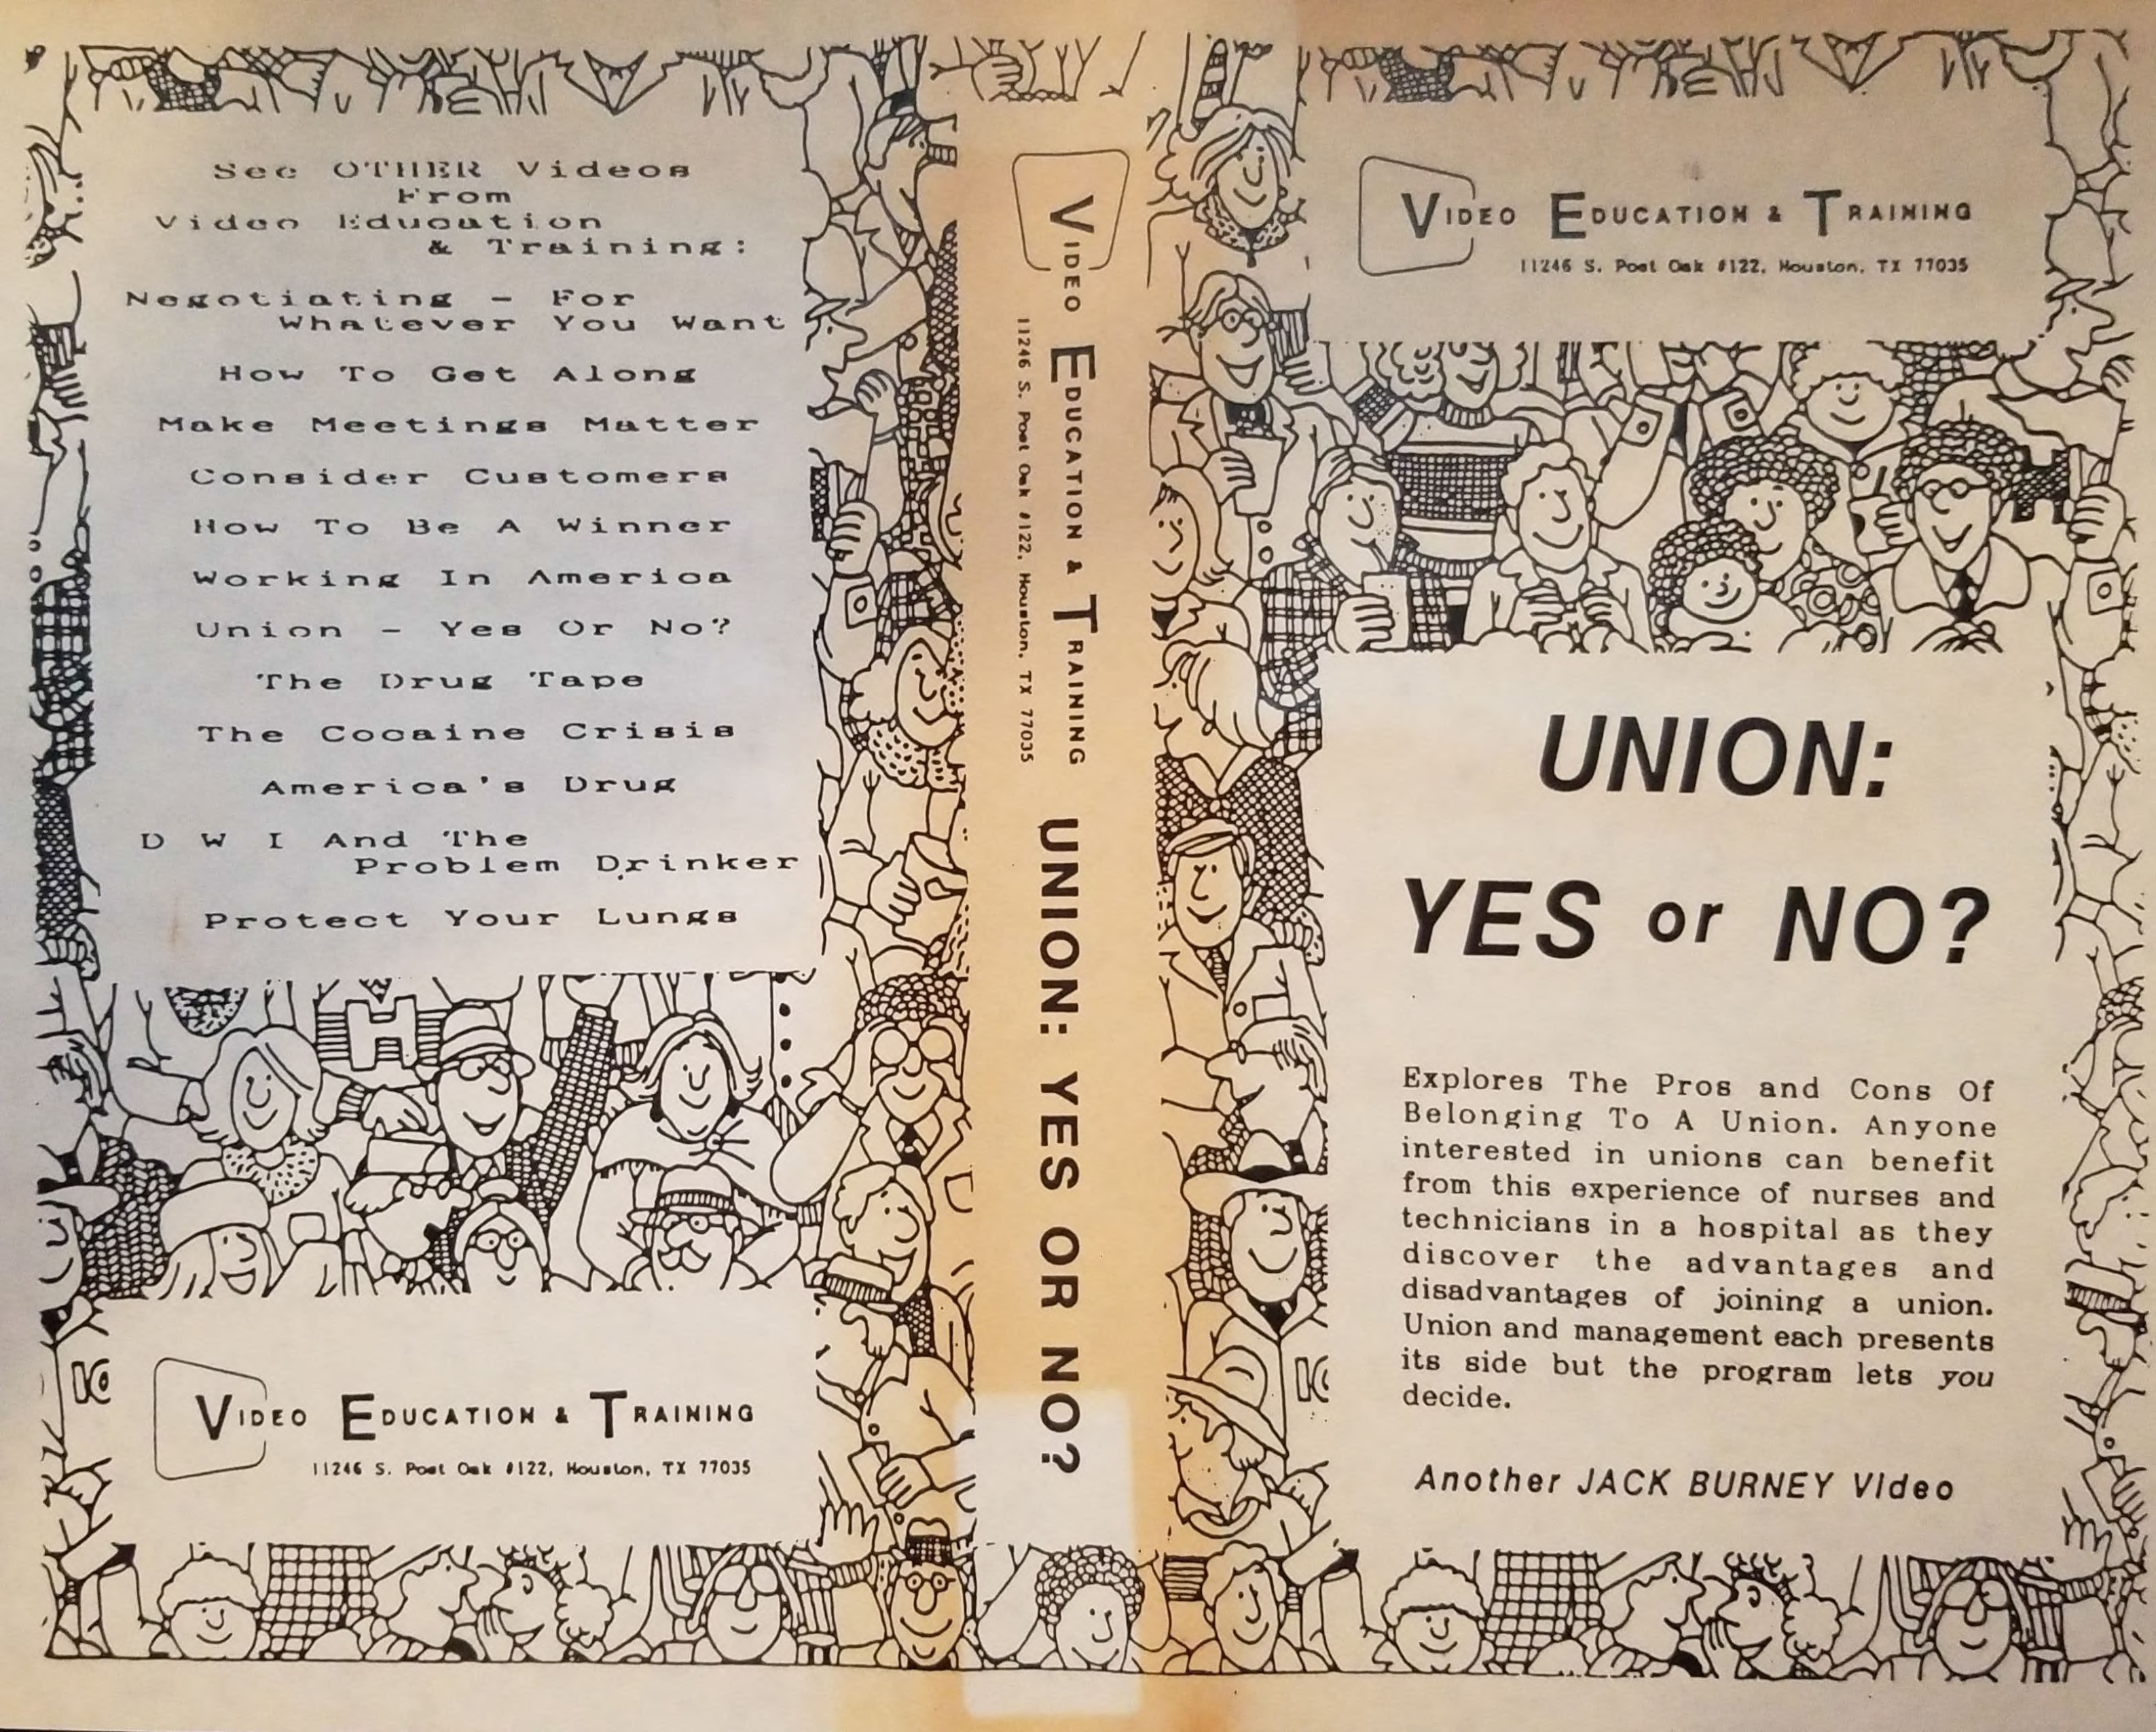 See OTHER Videos
From
Video Education
& Training:
Negotiating - For
Whatever You Want
How To Get Along
Make Meetings Matter
Consider Customers
How To Be A Winner
Working In America
Union - Yes Or No?
The Drug Tape
The Cocaine Crisis
America's Drug
D W I And The
Problem Drinker
Protect Your Lungs
H
VIDEO EDUCATION & TRAINING
11246 S. Post Oak #122, Houston, TX 77035
VIDEO EDUCATION & TRAINING
11246 S. Post Oak #122, Houston, TX 77035
UNION: YES OR NO?
VIDEO EDUCATION & TRAINING
11246 S. Post Oak #122, Houston, TX 77035
UNION:
YES or NO?
Explores The Pros and Cons Of
Belonging To A Union. Anyone
interested in unions can benefit
from this experience of nurses and
technicians in a hospital as they
discover the advantages and
disadvantages of joining a union.
Union and management each presents
its side but the program lets you
decide.
Another JACK BURNEY Video